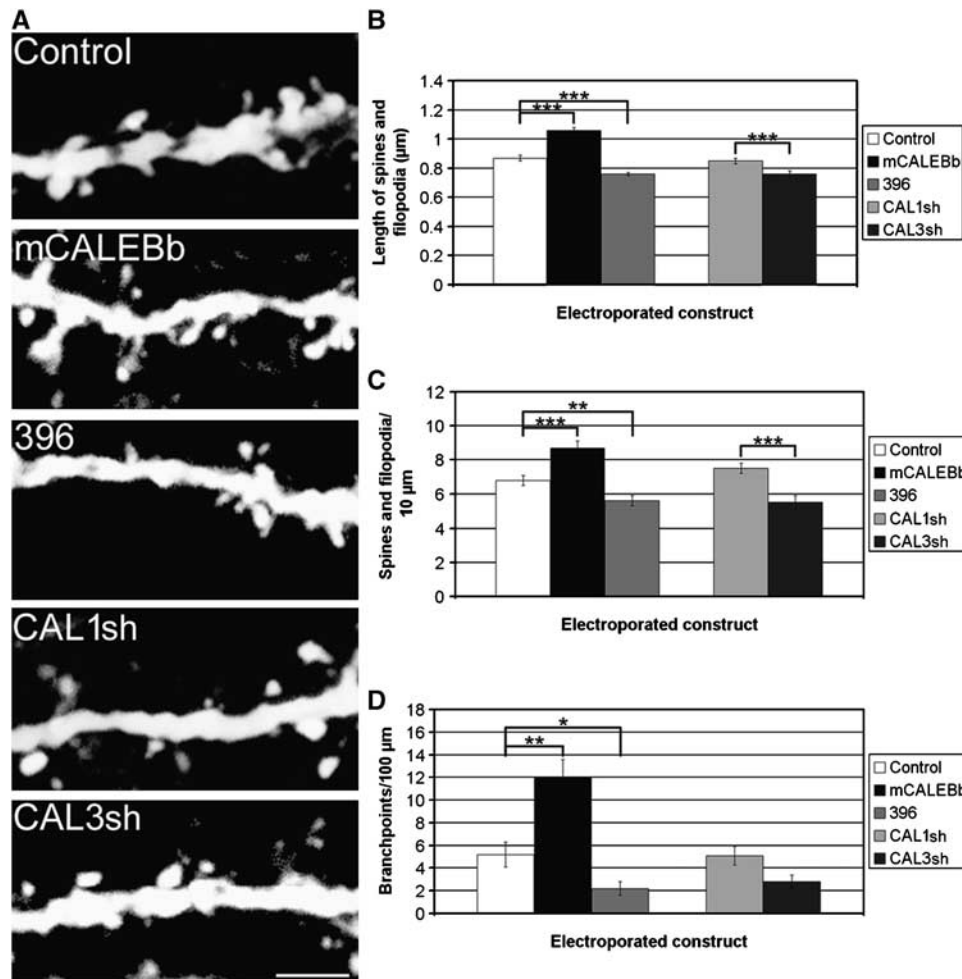 A
Control
mCALEBb
396
CAL1sh
CAL3sh
B
Length of spines and
filopodia (µm)
1.4
1.2
1
0.8
0.6
0.4
0.2
0
***
***
***
Electroporated construct
Control
mCALEBb
396
CAL1sh
CAL3sh
C
Spines and filopodia/
10 µm
12
10
8
6
4
2
0
**
***
***
Electroporated construct
Control
mCALEBb
396
CAL1sh
CAL3sh
D
Branchpoints/100 µm
18
16
14
12
10
8
6
4
2
0
*
**
Electroporated construct
Control
mCALEBb
396
CAL1sh
CAL3sh